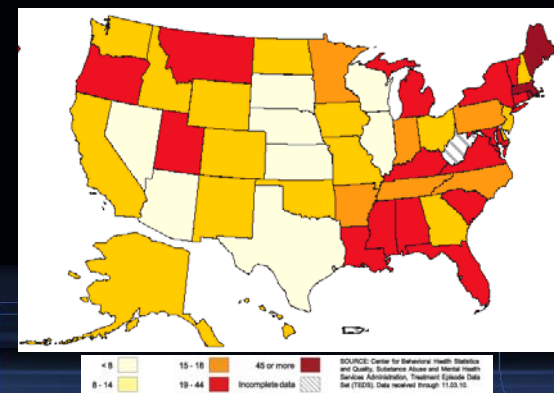 < 8
15 - 18
45 or more
8 - 14
19 - 44
Incomplete data
SOURCE: Center for Behavioral Health Statistics
and Quality, Substance Abuse and Mental Health
Services Administration, Treatment Episode Data
Set (TEDS). Data received through 11.03.10.